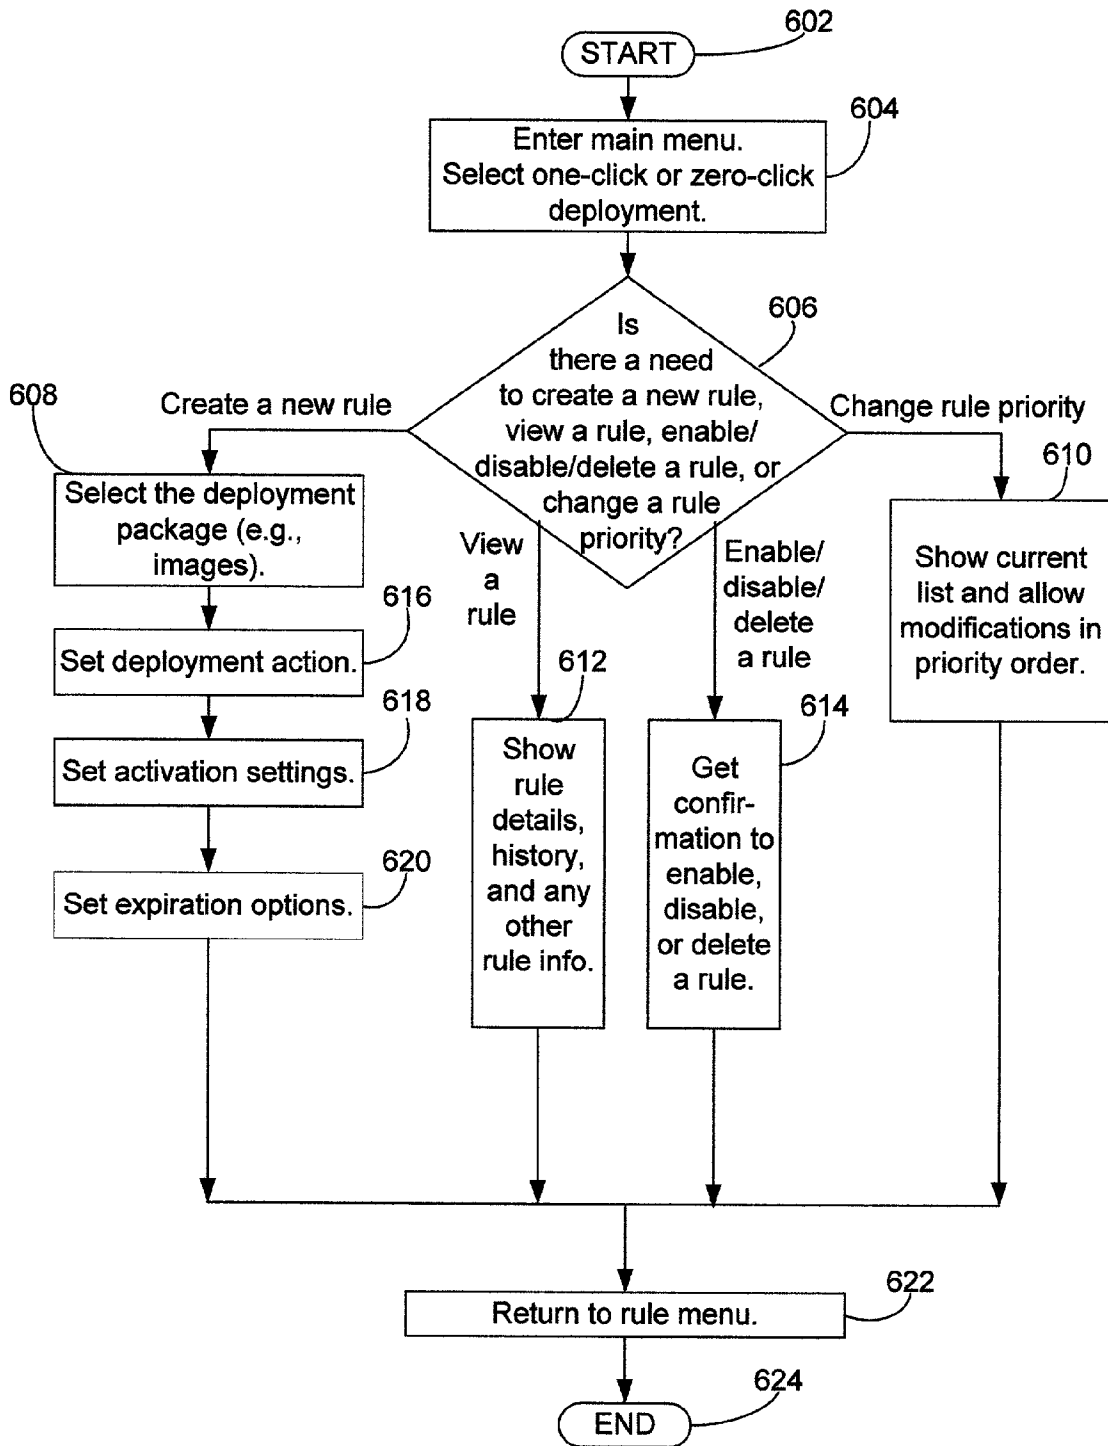 602
START
604
Enter main menu.
Select one-click or zero-click
deployment.
606
Is
there a need
to create a new rule,
view a rule, enable/
disable/delete a rule, or
change a rule
priority?
608
Create a new rule
Change rule priority
610
Select the deployment
package (e.g.,
images).
View
a
rule
Enable/
disable/
delete
a rule
Show current
list and allow
modifications in
priority order.
616
Set deployment action.
618
Set activation settings.
620
Set expiration options.
612
Show
rule
details,
history,
and any
other
rule info.
614
Get
confir-
mation to
enable,
disable,
or delete
a rule.
622
Return to rule menu.
624
END